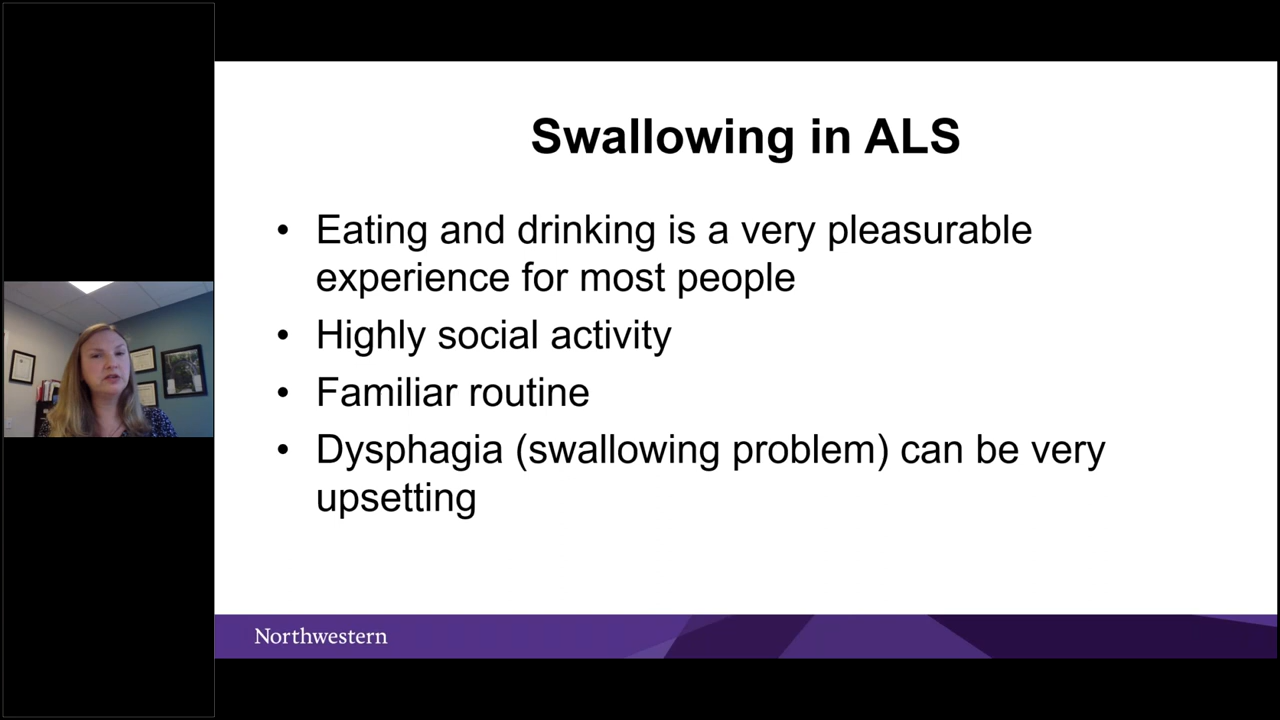 Swallowing in ALS
• Eating and drinking is a very pleasurable
experience for most people
• Highly social activity
• Familiar routine
• Dysphagia (swallowing problem) can be very
upsetting
Northwestern